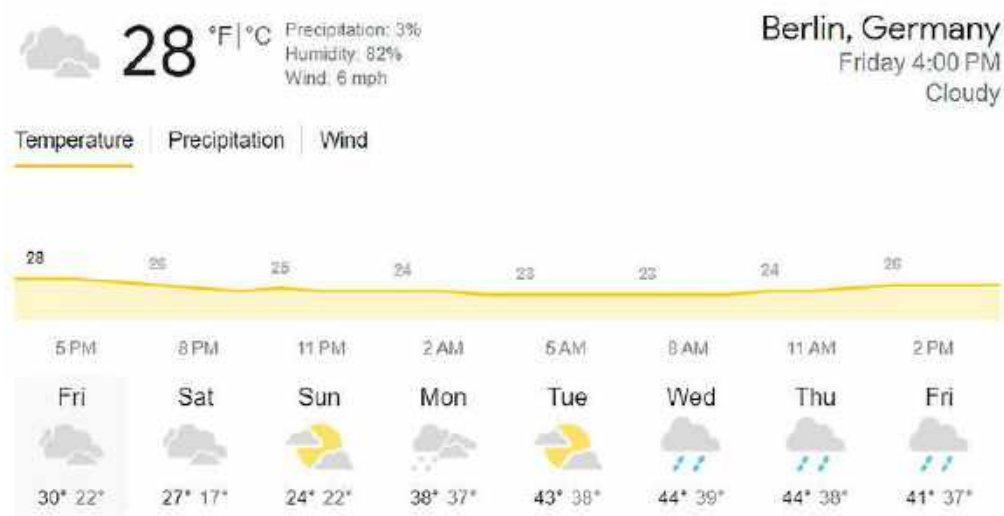 28 °F|°C
Precipitation: 3%
Humidity: 82%
Wind: 6 mph
Berlin, Germany
Friday 4:00 PM
Cloudy
Temperature Precipitation Wind
28 26 25 24 23 23 24 26
5 PM 8 PM 11 PM 2 AM 5 AM 8 AM 11 AM 2 PM
Fri Sat Sun Mon Tue Wed Thu Fri
30° 22° 27° 17° 24° 22° 38° 37° 43° 38° 44° 39° 44° 38° 41° 37°